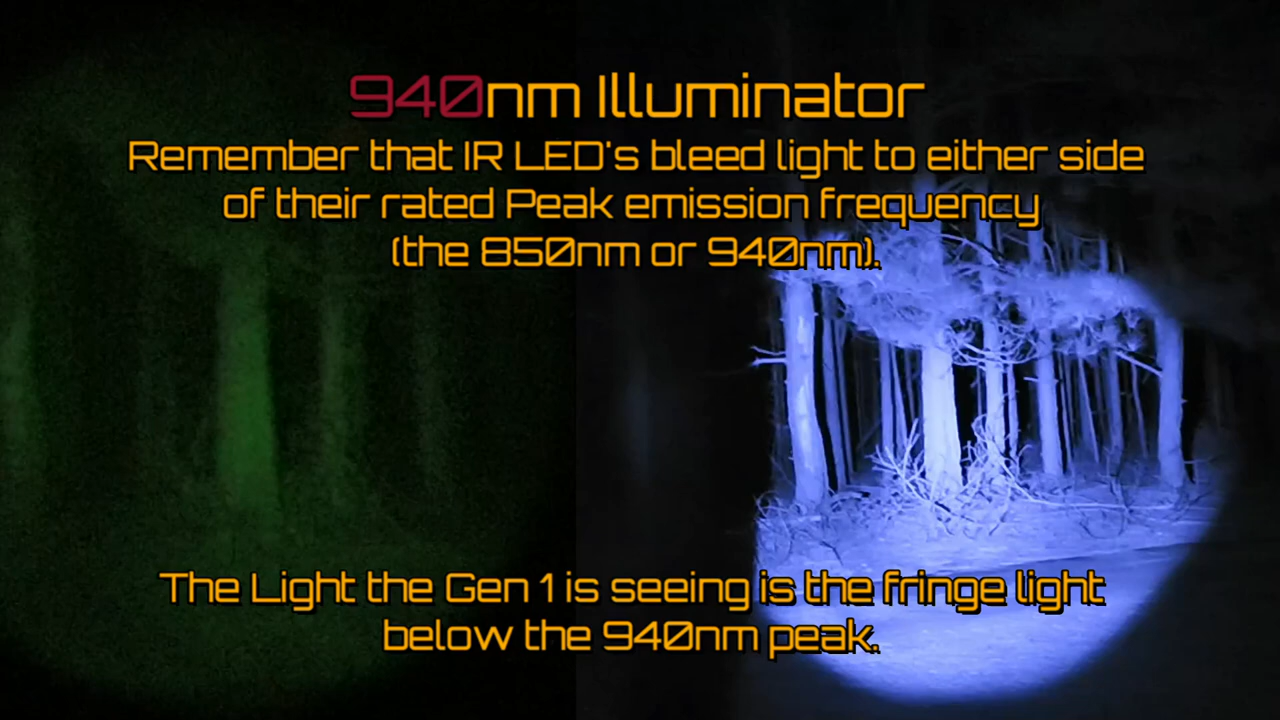 940nm Illuminator
Remember that IR LED's bleed light to either side
of their rated Peak emission frequency
(the 850nm or 940nm).
The Light the Gen 1 is seeing is the fringe light
below the 940nm peak.